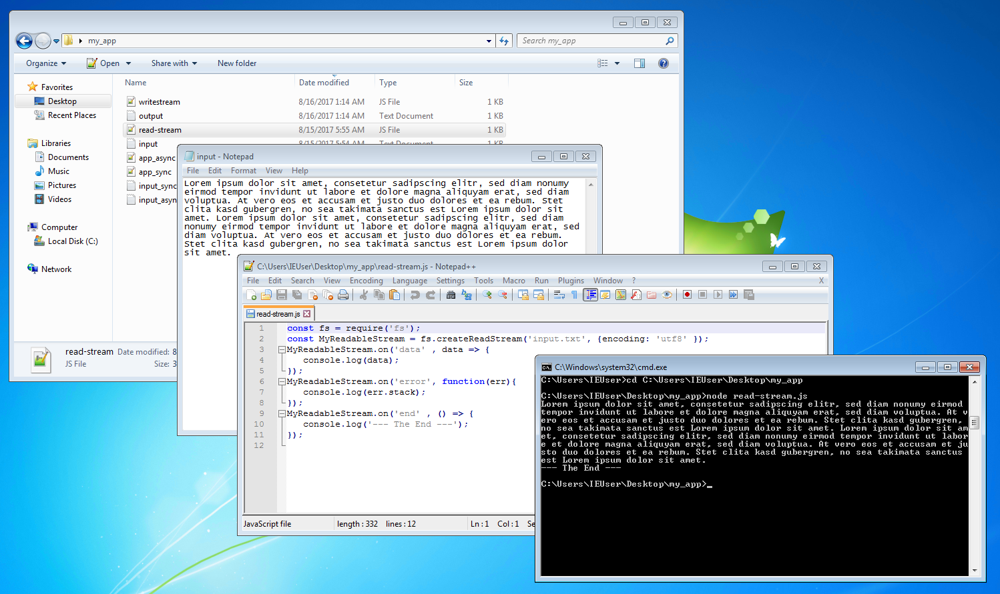 my_app
Search my_app
Organize
Open
Share with
New folder
Name
Date modified
Type
Size
Favorites
Desktop
Recent Places
Libraries
Documents
Music
Pictures
Videos
Computer
Local Disk (C:)
Network
writestream 8/16/2017 1:14 AM JS File 1 KB
output 8/16/2017 1:14 AM Text Document 1 KB
read-stream 8/15/2017 5:55 AM JS File 1 KB
input 8/15/2017 5:54 AM Text Document 1 KB
app_async
app_sync
input_sync
input_asyn
read-stream Date modified: 8
JS File Size: 3
input - Notepad
File Edit Format View Help
Lorem ipsum dolor sit amet, consetetur sadipscing elitr, sed diam nonumy
eirmod tempor invidunt ut labore et dolore magna aliquyam erat, sed diam
voluptua. At vero eos et accusam et justo duo dolores et ea rebum. Stet
clita kasd gubergren, no sea takimata sanctus est Lorem ipsum dolor sit
amet. Lorem ipsum dolor sit amet, consetetur sadipscing elitr, sed diam
nonumy eirmod tempor invidunt ut labore et dolore magna aliquyam erat, sed
diam voluptua. At vero eos et accusam et justo duo dolores et ea rebum.
Stet clita kasd gubergren, no sea takimata sanctus est Lorem ipsum dolor
sit amet.
C:\Users\IEUser\Desktop\my_app\read-stream.js - Notepad++
File Edit Search View Encoding Language Settings Tools Macro Run Plugins Window ? X
read-stream.js
1 const fs = require('fs');
2 const MyReadableStream = fs.createReadStream('input.txt', {encoding: 'utf8' });
3 MyReadableStream.on('data' , data => {
4 console.log(data);
5 });
6 MyReadableStream.on('error', function(err){
7 console.log(err.stack);
8 });
9 MyReadableStream.on('end' , () => {
10 console.log('--- The End ---');
11 });
12
JavaScript file length : 332 lines : 12 Ln : 1 Col : 1 Se
C:\Windows\system32\cmd.exe
C:\Users\IEUser>cd C:\Users\IEUser\Desktop\my_app
C:\Users\IEUser\Desktop\my_app>node read-stream.js
Lorem ipsum dolor sit amet, consetetur sadipscing elitr, sed diam nonumy eirmod
tempor invidunt ut labore et dolore magna aliquyam erat, sed diam voluptua. At v
ero eos et accusam et justo duo dolores et ea rebum. Stet clita kasd gubergren,
no sea takimata sanctus est Lorem ipsum dolor sit amet. Lorem ipsum dolor sit am
et, consetetur sadipscing elitr, sed diam nonumy eirmod tempor invidunt ut labor
e et dolore magna aliquyam erat, sed diam voluptua. At vero eos et accusam et ju
sto duo dolores et ea rebum. Stet clita kasd gubergren, no sea takimata sanctus
est Lorem ipsum dolor sit amet.
--- The End ---
C:\Users\IEUser\Desktop\my_app>_